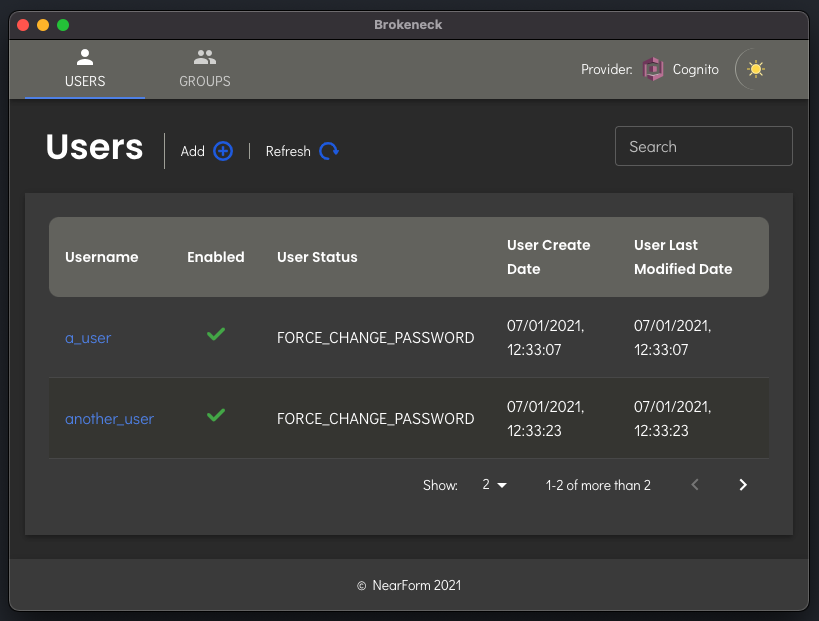 Brokeneck
USERS
GROUPS
Provider: Cognito
Users
Add
Refresh
Search
Username Enabled User Status User Create Date User Last Modified Date
a_user FORCE_CHANGE_PASSWORD 07/01/2021, 12:33:07 07/01/2021, 12:33:07
another_user FORCE_CHANGE_PASSWORD 07/01/2021, 12:33:23 07/01/2021, 12:33:23
Show: 2 1-2 of more than 2
© NearForm 2021